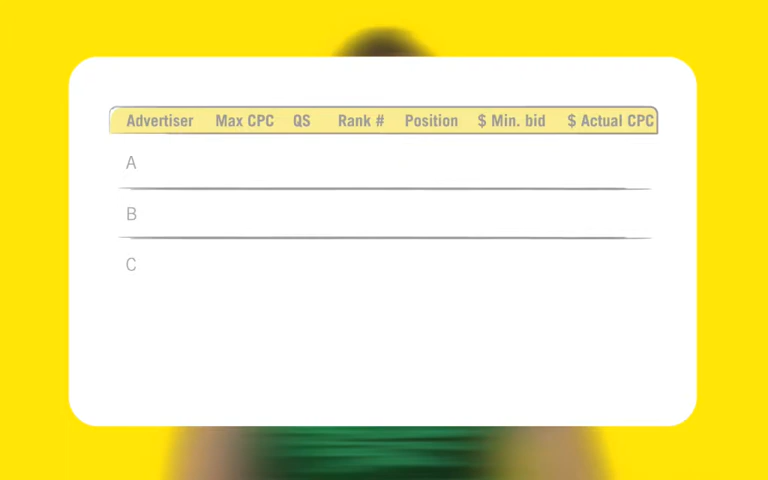 Advertiser Max CPC QS Rank # Position $ Min. bid $ Actual CPC
A
B
C